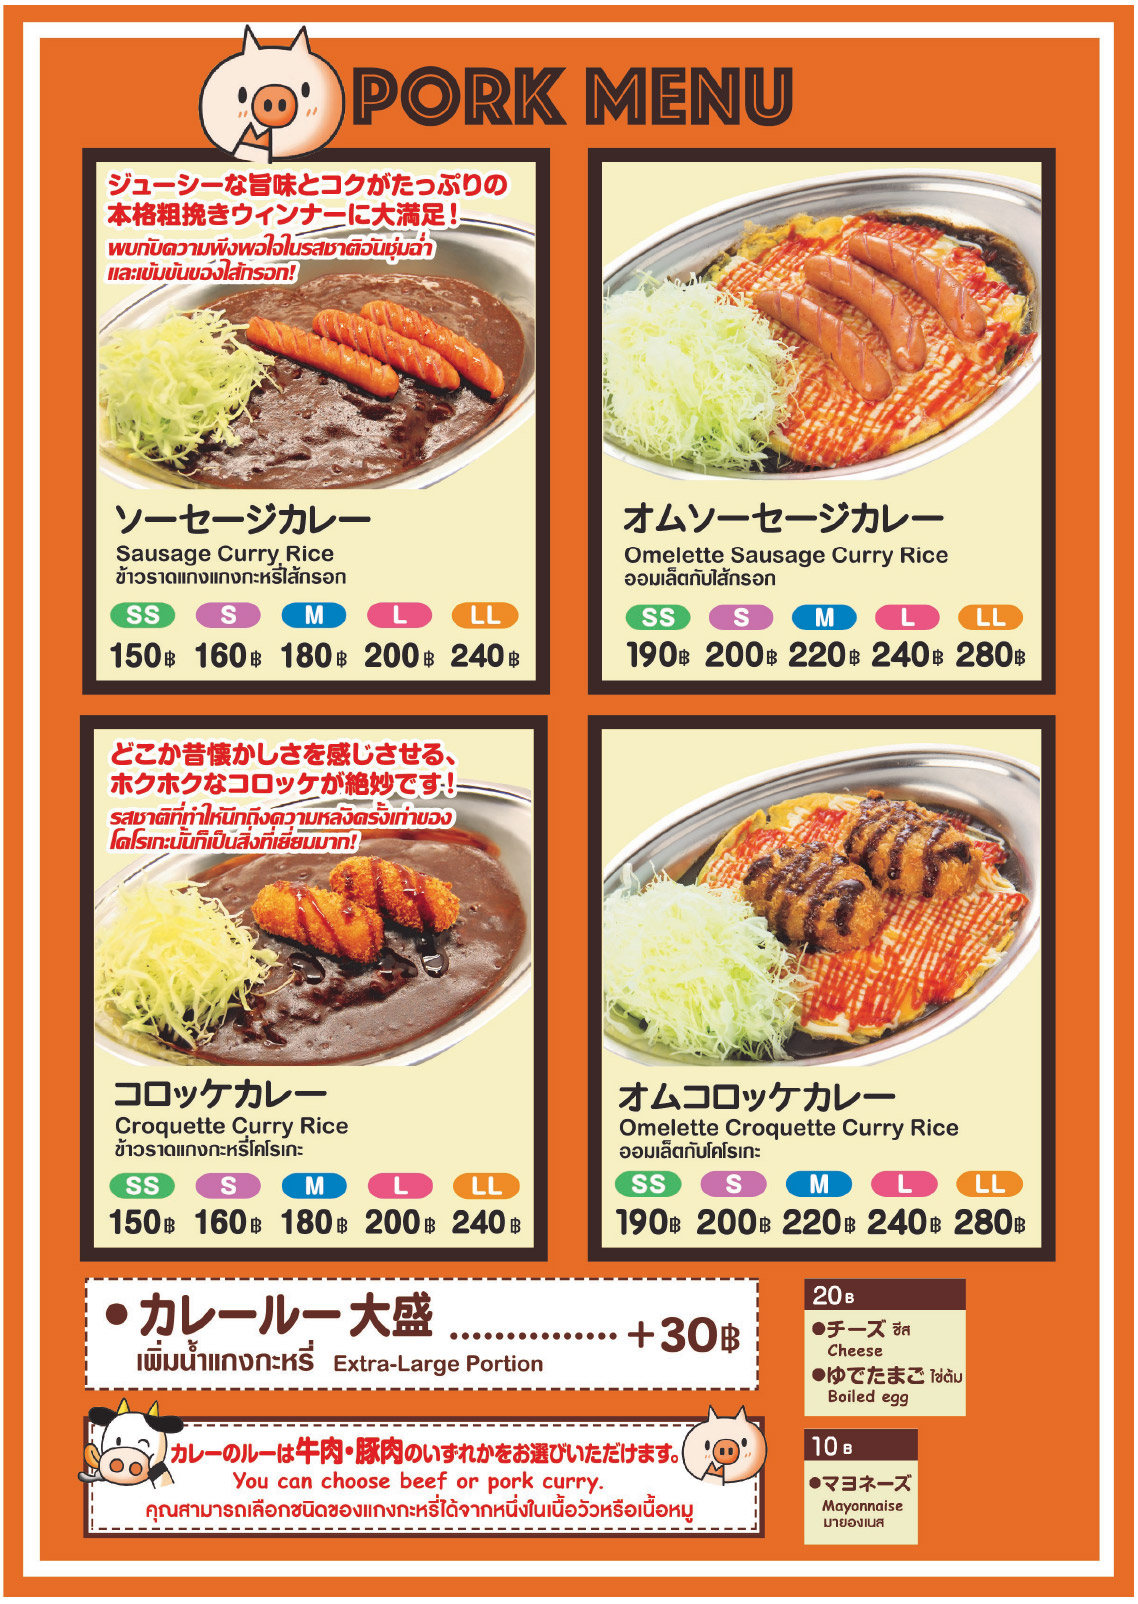 PORK MENU
ジューシーな旨味とコクがたっぷりの
本格粗挽きウィンナーに大満足！
พบกับความพึงพอใจในรสชาติอันชุ่มฉ่ำ
และเข้มข้นของไส้กรอก!
ソーセージカレー
Sausage Curry Rice
ข้าวราดแกงแกงกะหรี่ไส้กรอก
SS S M L LL
150฿ 160฿ 180฿ 200฿ 240฿
オムソーセージカレー
Omelette Sausage Curry Rice
ออมเล็ตกับไส้กรอก
SS S M L LL
190฿ 200฿ 220฿ 240฿ 280฿
どこか昔懐かしさを感じさせる、
ホクホクなコロッケが絶妙です！
รสชาติที่ทำให้นึกถึงความหลังครั้งเก่าของ
โคโรเกะนั้นก็เป็นสิ่งที่เยี่ยมมาก!
コロッケカレー
Croquette Curry Rice
ข้าวราดแกงกะหรี่โคโรเกะ
SS S M L LL
150฿ 160฿ 180฿ 200฿ 240฿
オムコロッケカレー
Omelette Croquette Curry Rice
ออมเล็ตกับโคโรเกะ
SS S M L LL
190฿ 200฿ 220฿ 240฿ 280฿
●カレールー大盛 ................ +30฿
เพิ่มน้ำแกงกะหรี่ Extra-Large Portion
カレーのルーは牛肉・豚肉のいずれかをお選びいただけます。
You can choose beef or pork curry.
คุณสามารถเลือกชนิดของแกงกะหรี่ได้จากหนึ่งในเนื้อวัวหรือเนื้อหมู
20฿
●チーズ ชีส
Cheese
●ゆでたまご ไข่ต้ม
Boiled egg
10฿
●マヨネーズ
Mayonnaise
มายองเนส